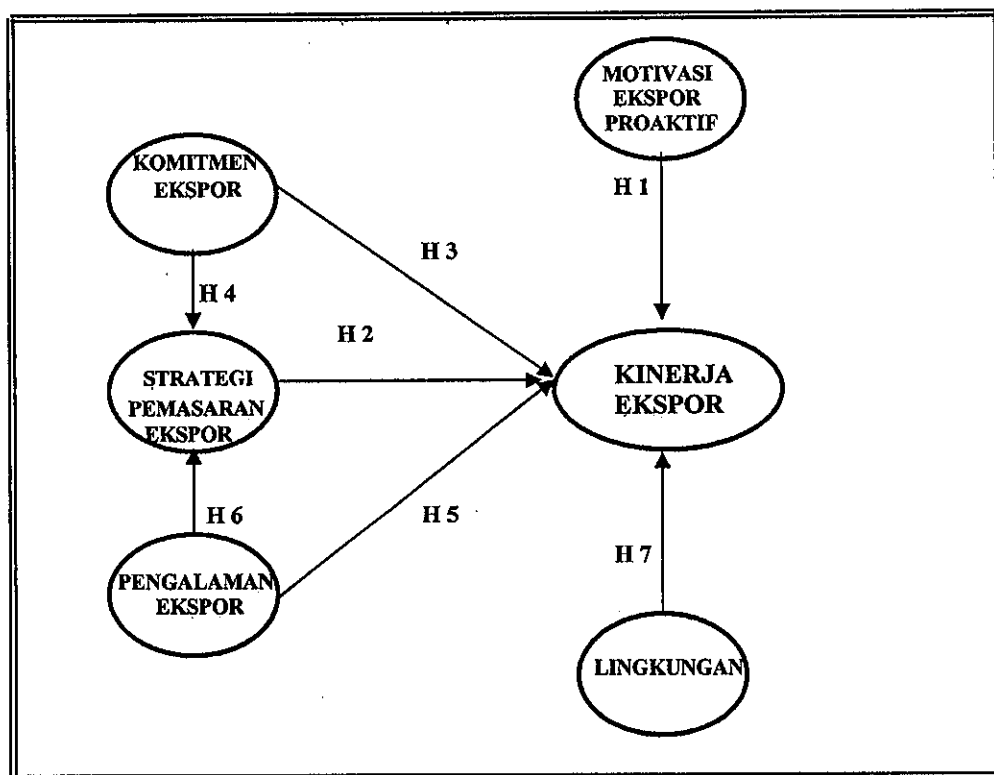 MOTIVASI
EKSPOR
PROAKTIF
KOMITMEN
EKSPOR
H 1
H 3
H 4
H 2
STRATEGI
PEMASARAN
EKSPOR
KINERJA
EKSPOR
H 6
H 5
H 7
PENGALAMAN
EKSPOR
LINGKUNGAN